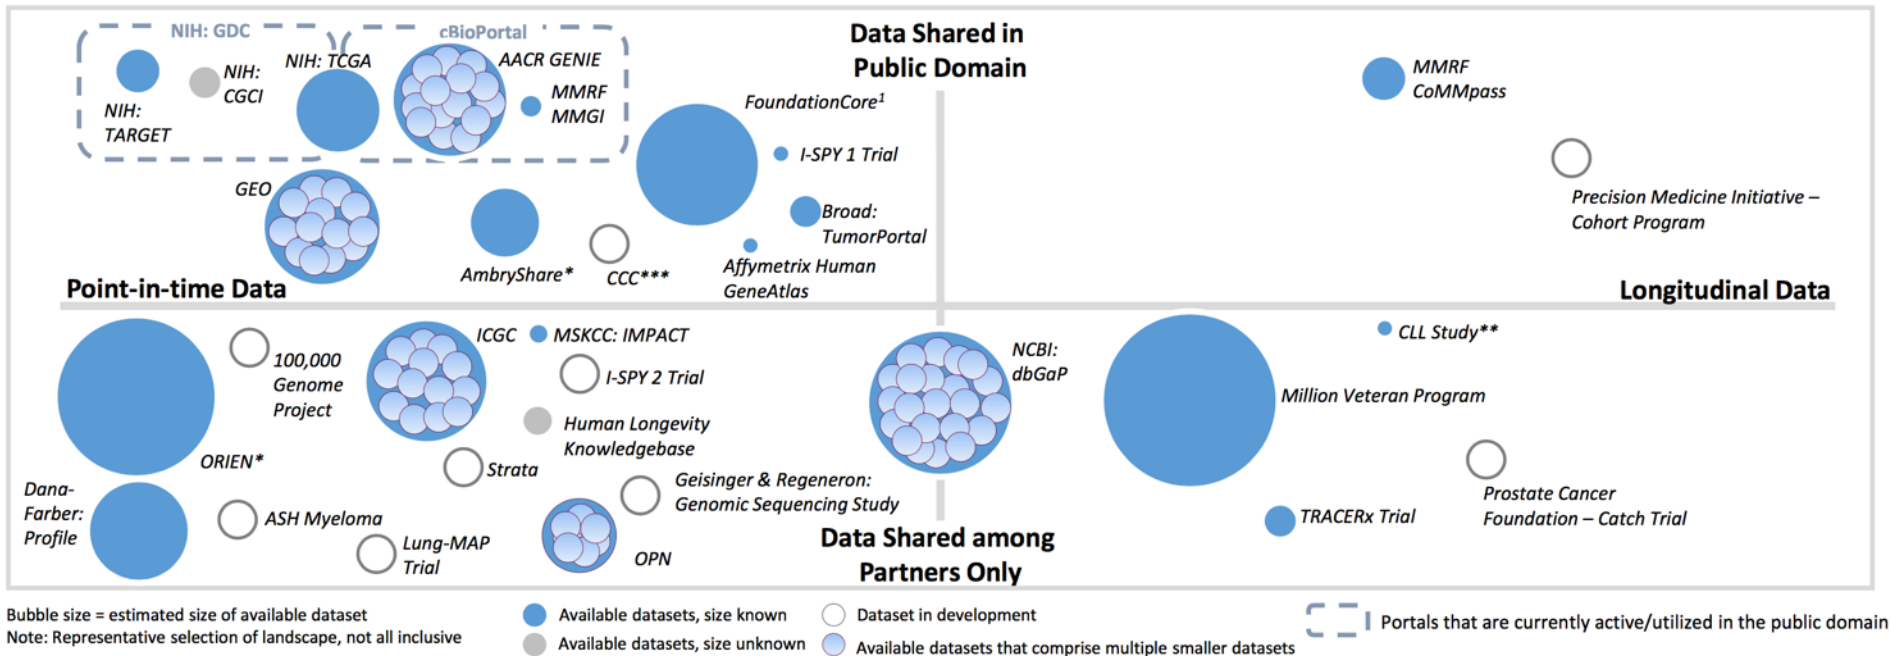 NIH: GDC
cBioPortal
NIH: TCGA
AACR GENIE
NIH:
CGCI
MMRF
MMGI
NIH:
TARGET
Data Shared in
Public Domain
FoundationCore1
I-SPY 1 Trial
MMRF
CoMMpass
Precision Medicine Initiative –
Cohort Program
GEO
Broad:
TumorPortal
AmbryShare*
CCC***
Affymetrix Human
GeneAtlas
Point-in-time Data
Longitudinal Data
ICGC
MSKCC: IMPACT
CLL Study**
100,000
Genome
Project
I-SPY 2 Trial
NCBI:
dbGaP
Million Veteran Program
Human Longevity
Knowledgebase
ORIEN*
Strata
Geisinger & Regeneron:
Genomic Sequencing Study
Dana-
Farber:
Profile
ASH Myeloma
Prostate Cancer
Foundation – Catch Trial
TRACERx Trial
Lung-MAP
Trial
OPN
Data Shared among
Partners Only
Bubble size = estimated size of available dataset
Note: Representative selection of landscape, not all inclusive
Available datasets, size known
Available datasets, size unknown
Dataset in development
Available datasets that comprise multiple smaller datasets
Portals that are currently active/utilized in the public domain